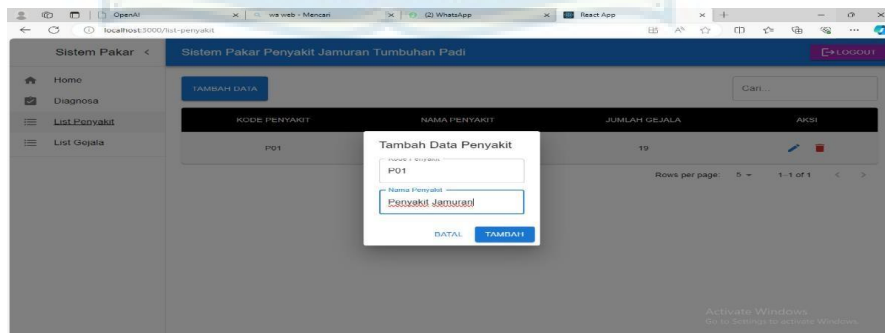 OpenAI
wa web - Mencari
(2) WhatsApp
React App
localhost:3000/list-penyakit
Sistem Pakar <
Sistem Pakar Penyakit Jamuran Tumbuhan Padi
LOGOUT
Home
Diagnosa
List Penyakit
List Gejala
TAMBAH DATA
Cari...
KODE PENYAKIT NAMA PENYAKIT JUMLAH GEJALA AKSI
P01 19
Tambah Data Penyakit
Kode Penyakit
P01
Nama Penyakit
Penyakit Jamuran
BATAL TAMBAH
Rows per page: 5 1-1 of 1 < >
Activate Windows
Go to Settings to activate Windows.